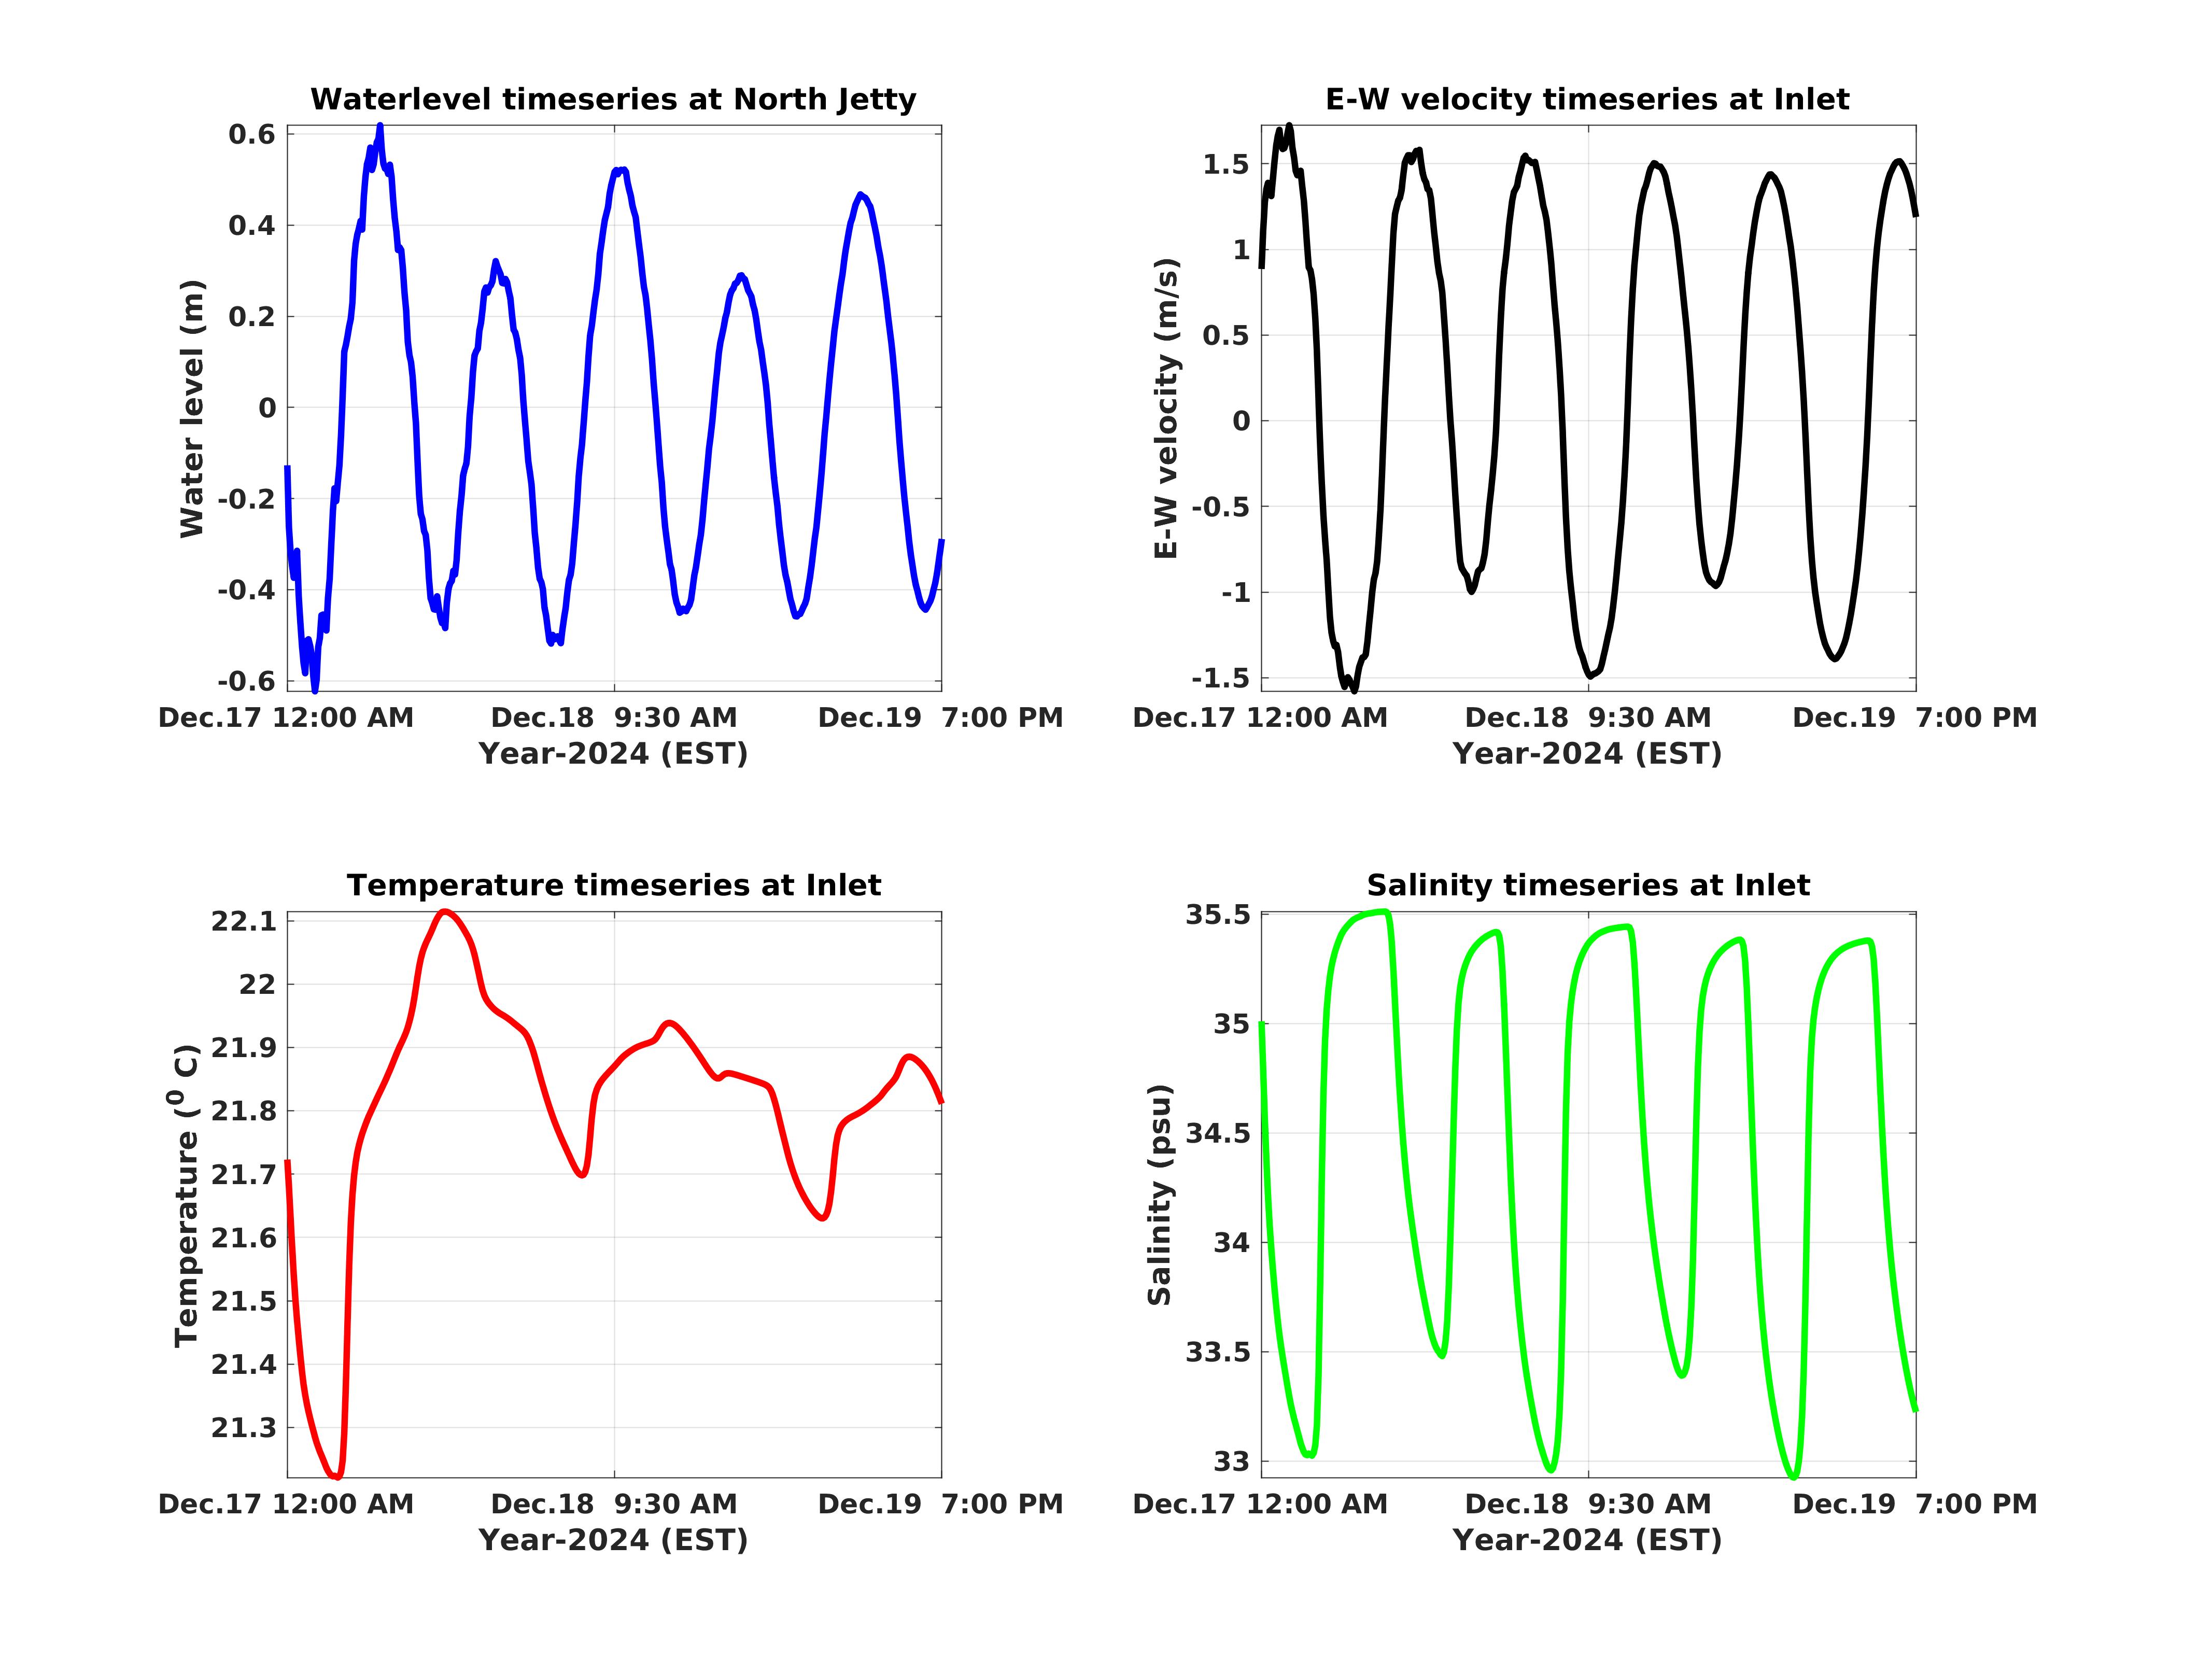 Waterlevel timeseries at North Jetty
0.6
0.4
0.2
0
-0.2
-0.4
-0.6
Water level (m)
Dec.17 12:00 AM Dec.18 9:30 AM Dec.19 7:00 PM
Year-2024 (EST)
E-W velocity timeseries at Inlet
1.5
1
0.5
0
-0.5
-1
-1.5
E-W velocity (m/s)
Dec.17 12:00 AM Dec.18 9:30 AM Dec.19 7:00 PM
Year-2024 (EST)
Temperature timeseries at Inlet
22.1
22
21.9
21.8
21.7
21.6
21.5
21.4
21.3
Temperature (⁰ C)
Dec.17 12:00 AM Dec.18 9:30 AM Dec.19 7:00 PM
Year-2024 (EST)
Salinity timeseries at Inlet
35.5
35
34.5
34
33.5
33
Salinity (psu)
Dec.17 12:00 AM Dec.18 9:30 AM Dec.19 7:00 PM
Year-2024 (EST)